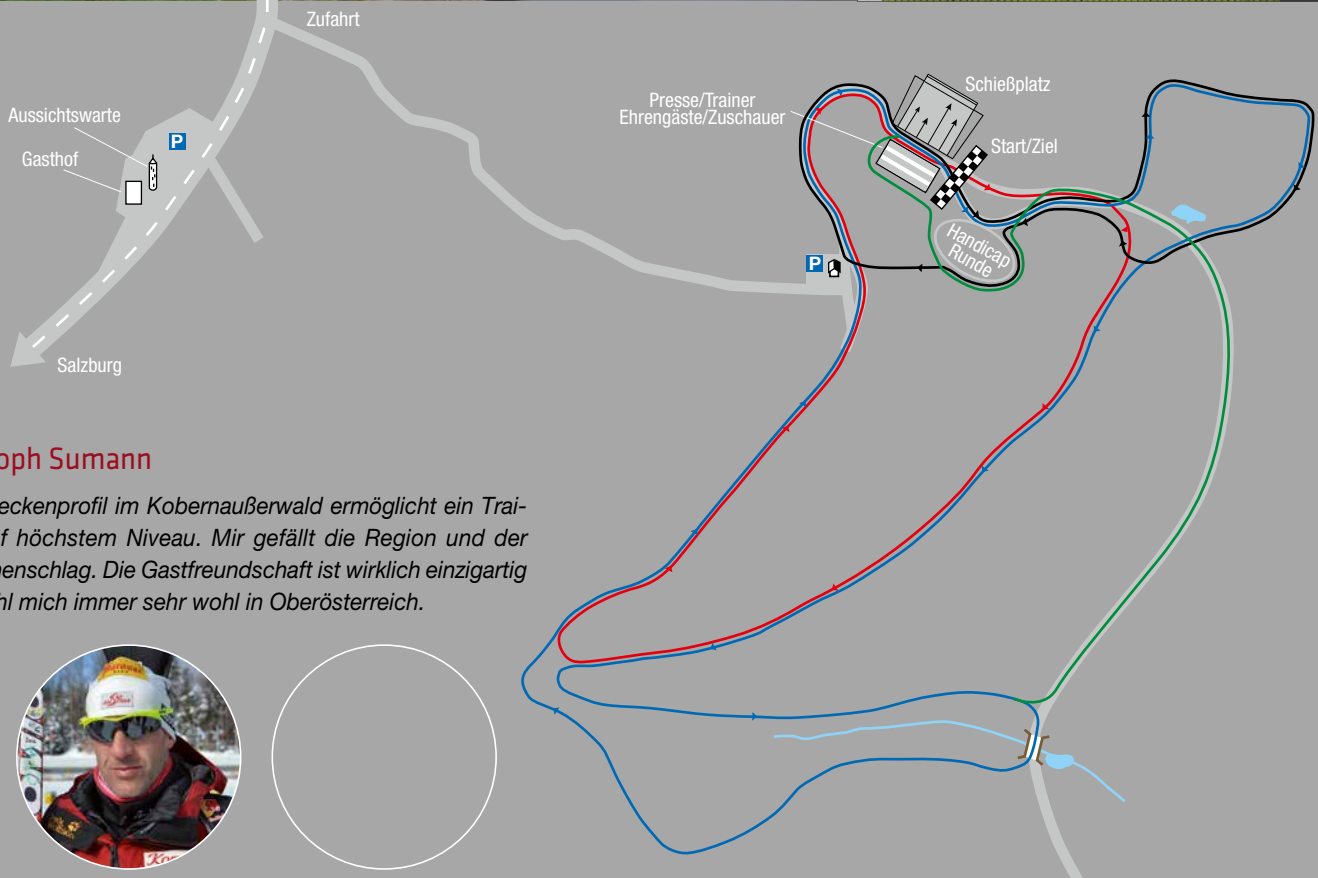 Zufahrt
Aussichtswarte
P
Gasthof
Salzburg
Presse/Trainer
Ehrengäste/Zuschauer
Schießplatz
Start/Ziel
Handicap
Runde
P
oph Sumann
eckenprofil im Kobernaußerwald ermöglicht ein Trai-
f höchstem Niveau. Mir gefällt die Region und der
nenschlag. Die Gastfreundschaft ist wirklich einzigartig
hl mich immer sehr wohl in Oberösterreich.